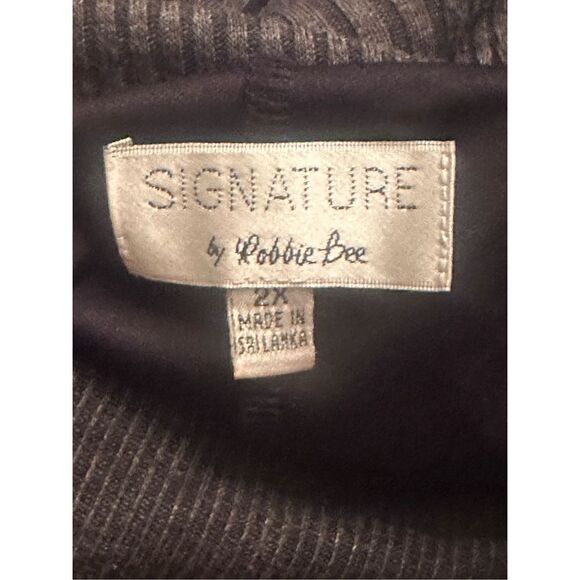 SIGNATURE
by Robbie Bee
2X
MADE IN
SRI LANKA